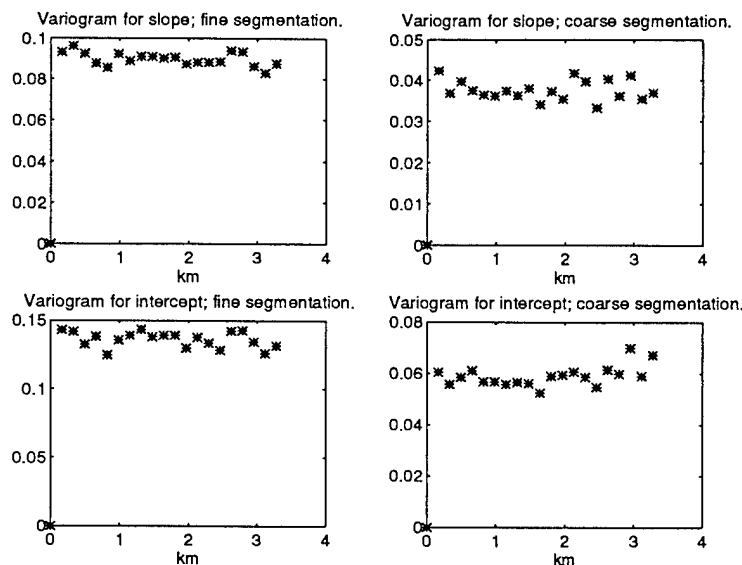 Variogram for slope; fine segmentation.
0.1
0.08
0.06
0.04
0.02
0
0 1 2 3 4
km
Variogram for slope; coarse segmentation.
0.05
0.04
0.03
0.02
0.01
0
0 1 2 3 4
km
Variogram for intercept; fine segmentation.
0.15
0.1
0.05
0
0 1 2 3 4
km
Variogram for intercept; coarse segmentation.
0.08
0.06
0.04
0.02
0
0 1 2 3 4
km